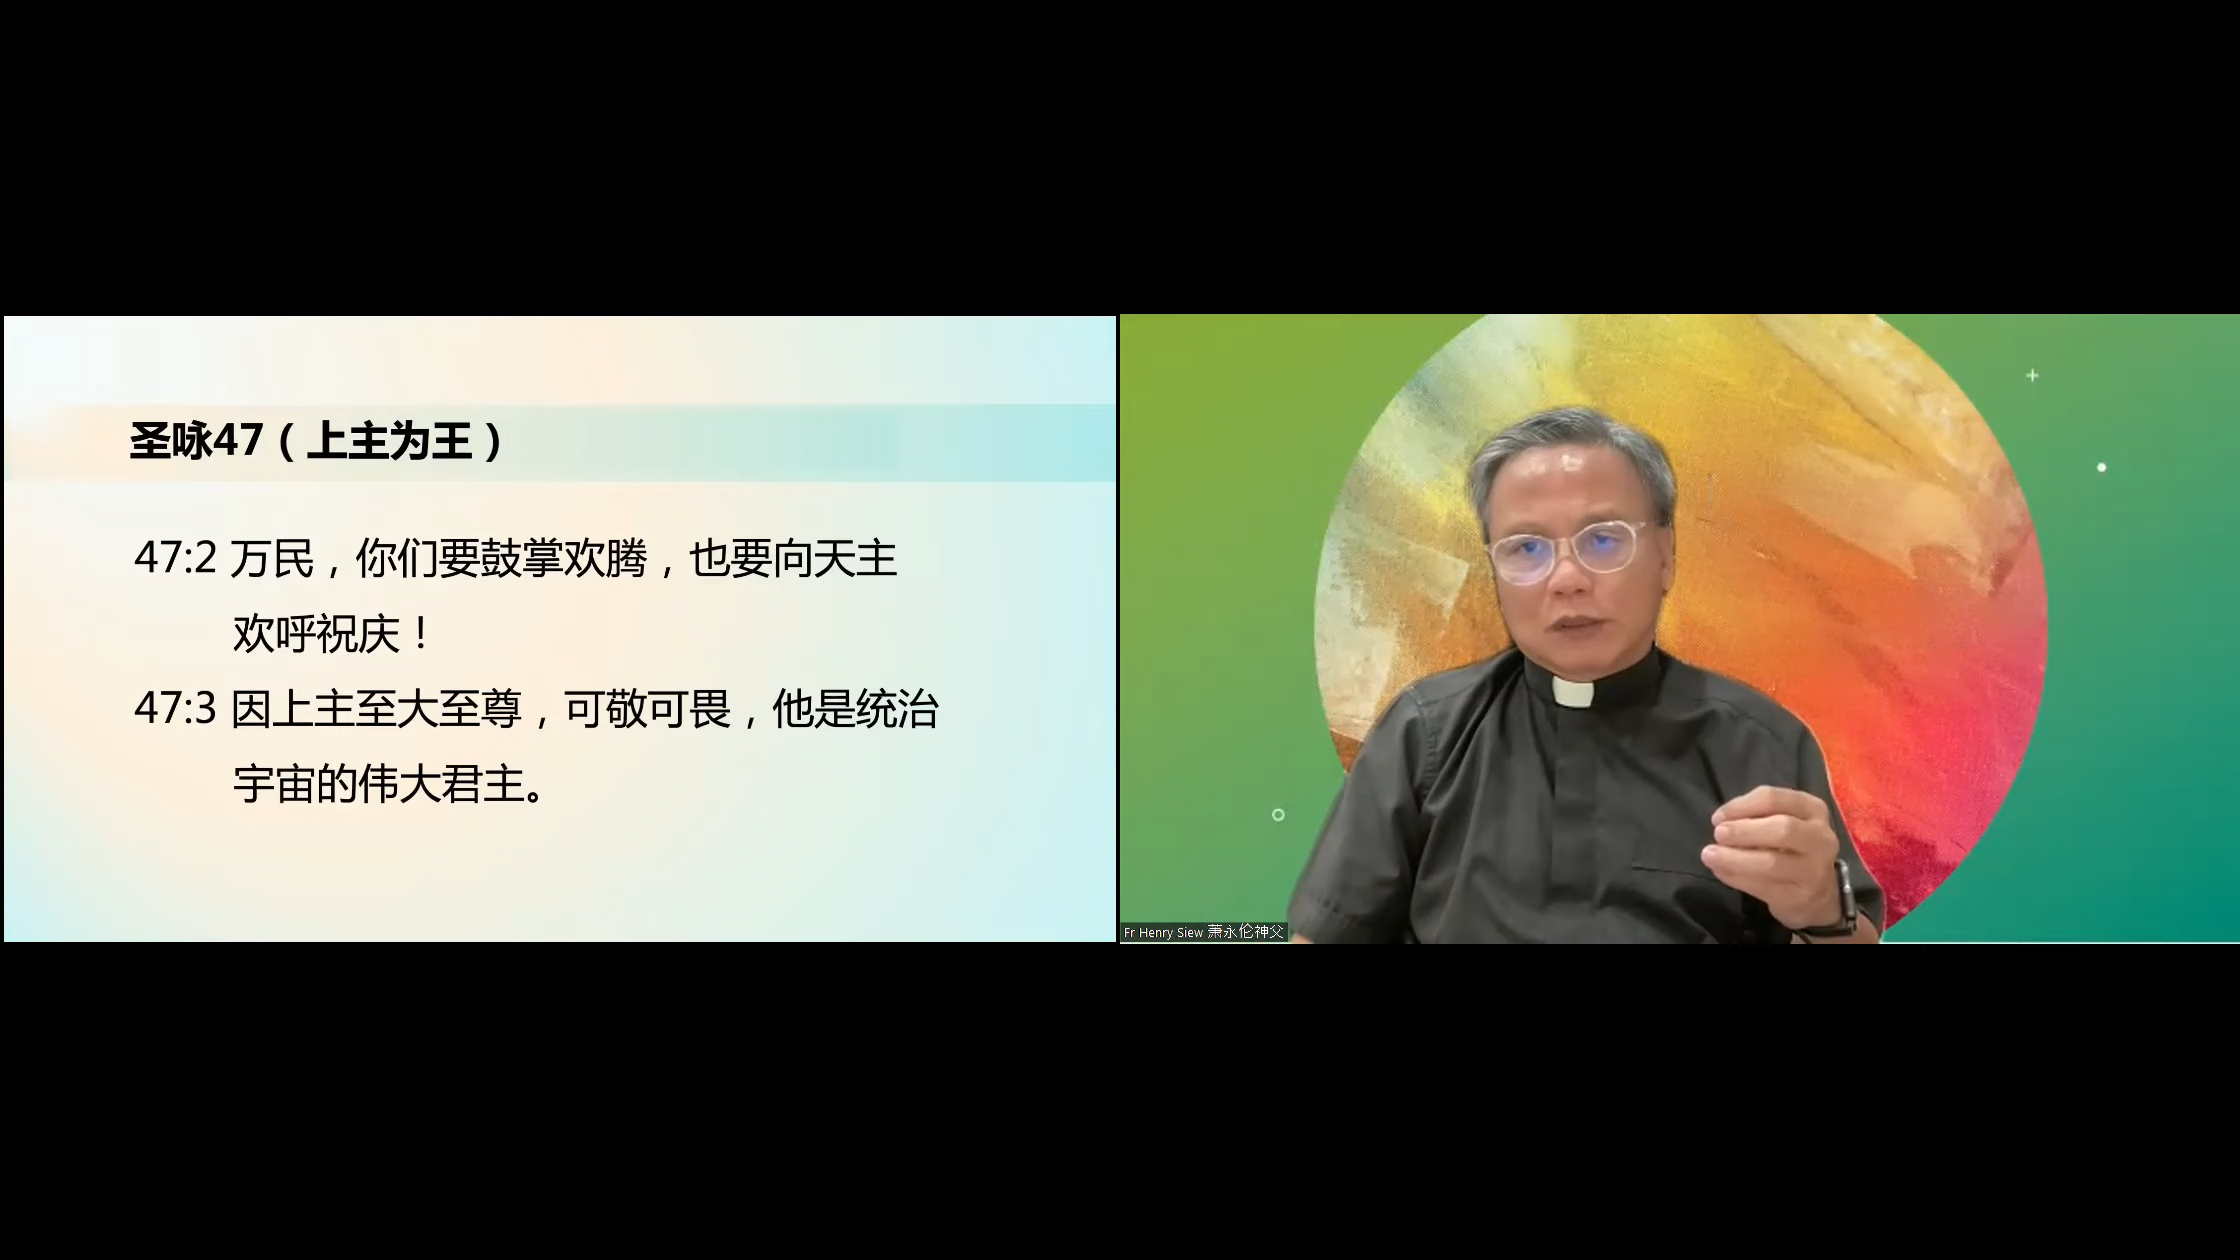 圣咏47（上主为王）
47:2 万民，你们要鼓掌欢腾，也要向天主
欢呼祝庆！
47:3 因上主至大至尊，可敬可畏，他是统治
宇宙的伟大君主。
Fr Henry Siew 萧永伦神父